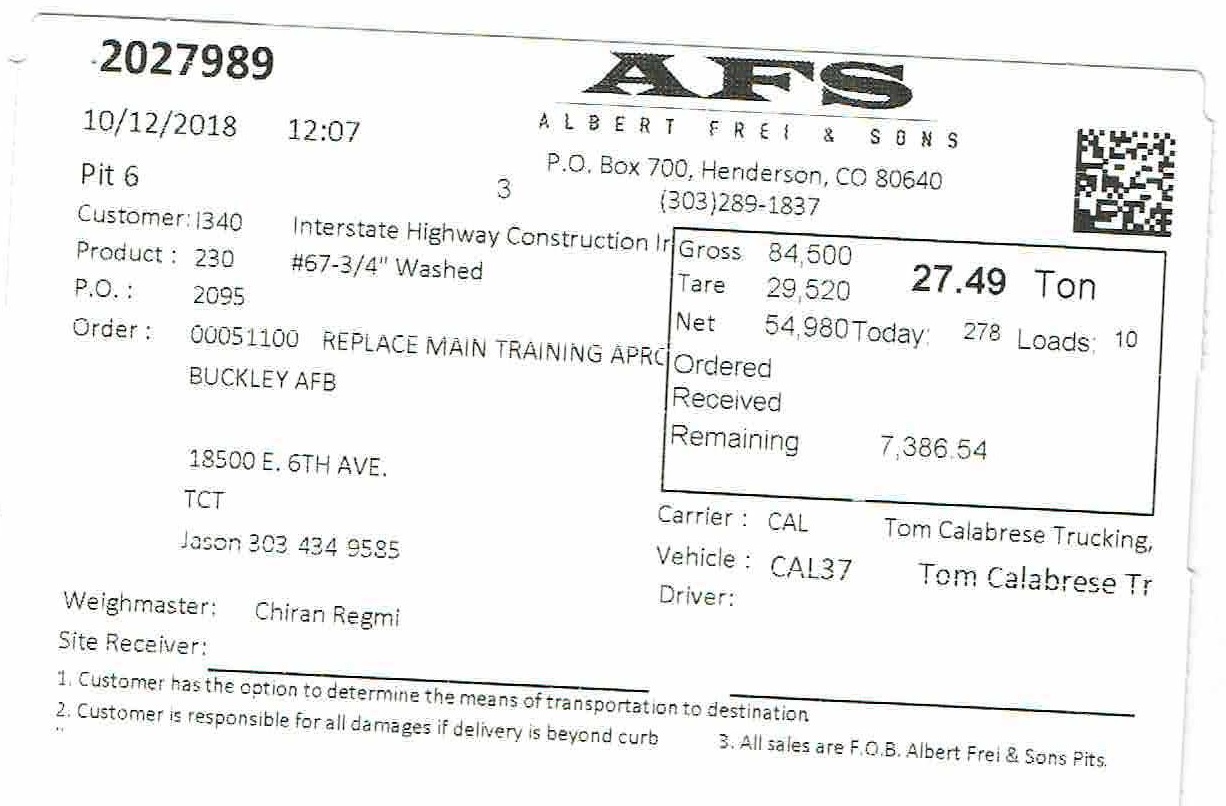 2027989
AFS
ALBERT FREI & SONS
10/12/2018 12:07
P.O. Box 700, Henderson, CO 80640
Pit 6
3
(303)289-1837
Customer: I340 Interstate Highway Construction Ir
Product : 230 #67-3/4" Washed
P.O. : 2095
Order : 00051100 REPLACE MAIN TRAINING APRO
BUCKLEY AFB
18500 E. 6TH AVE.
TCT
Jason 303 434 9585
Gross 84,500 27.49 Ton
Tare 29,520
Net 54,980 Today: 278 Loads: 10
Ordered
Received
Remaining 7,386.54
Carrier : CAL Tom Calabrese Trucking,
Vehicle : CAL37 Tom Calabrese Tr
Driver:
Weighmaster: Chiran Regmi
Site Receiver:
1. Customer has the option to determine the means of transportation to destination
2. Customer is responsible for all damages if delivery is beyond curb
3. All sales are F.O.B. Albert Frei & Sons Pits.